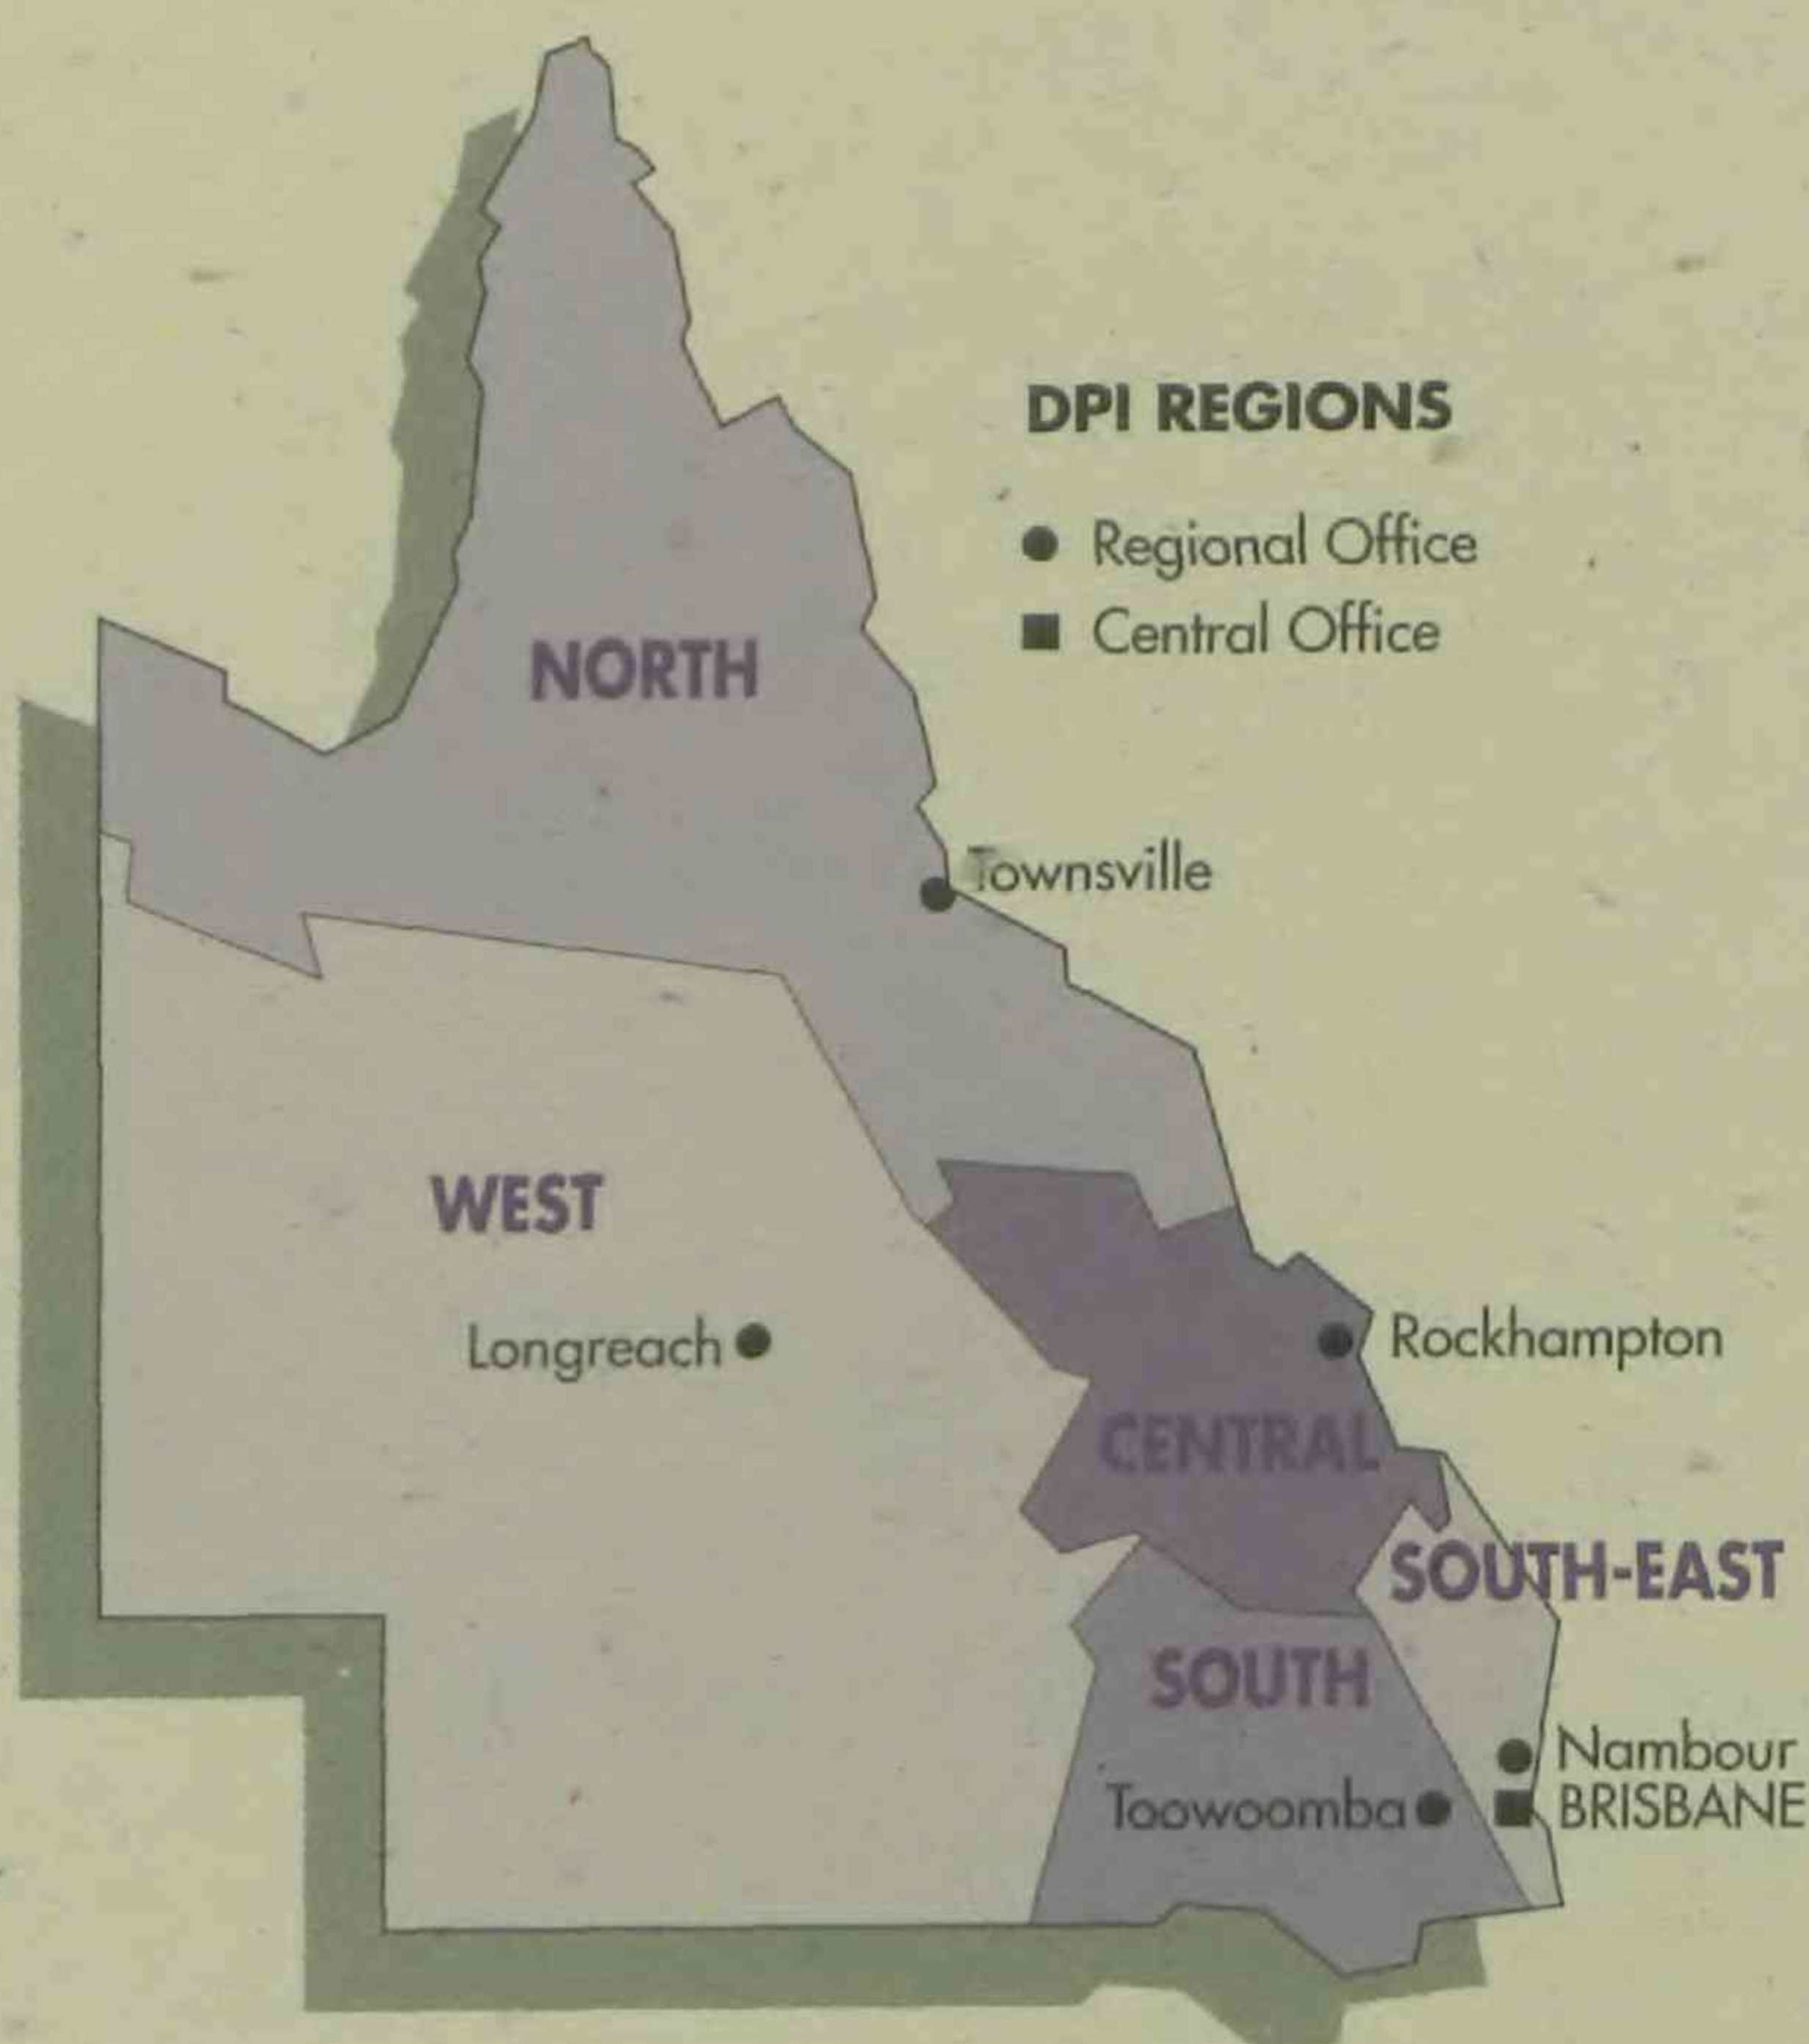 DPI REGIONS
Regional Office
Central Office
NORTH
Townsville
WEST
Longreach
Rockhampton
CENTRAL
SOUTH-EAST
SOUTH
Nambour
Toowoomba
BRISBANE